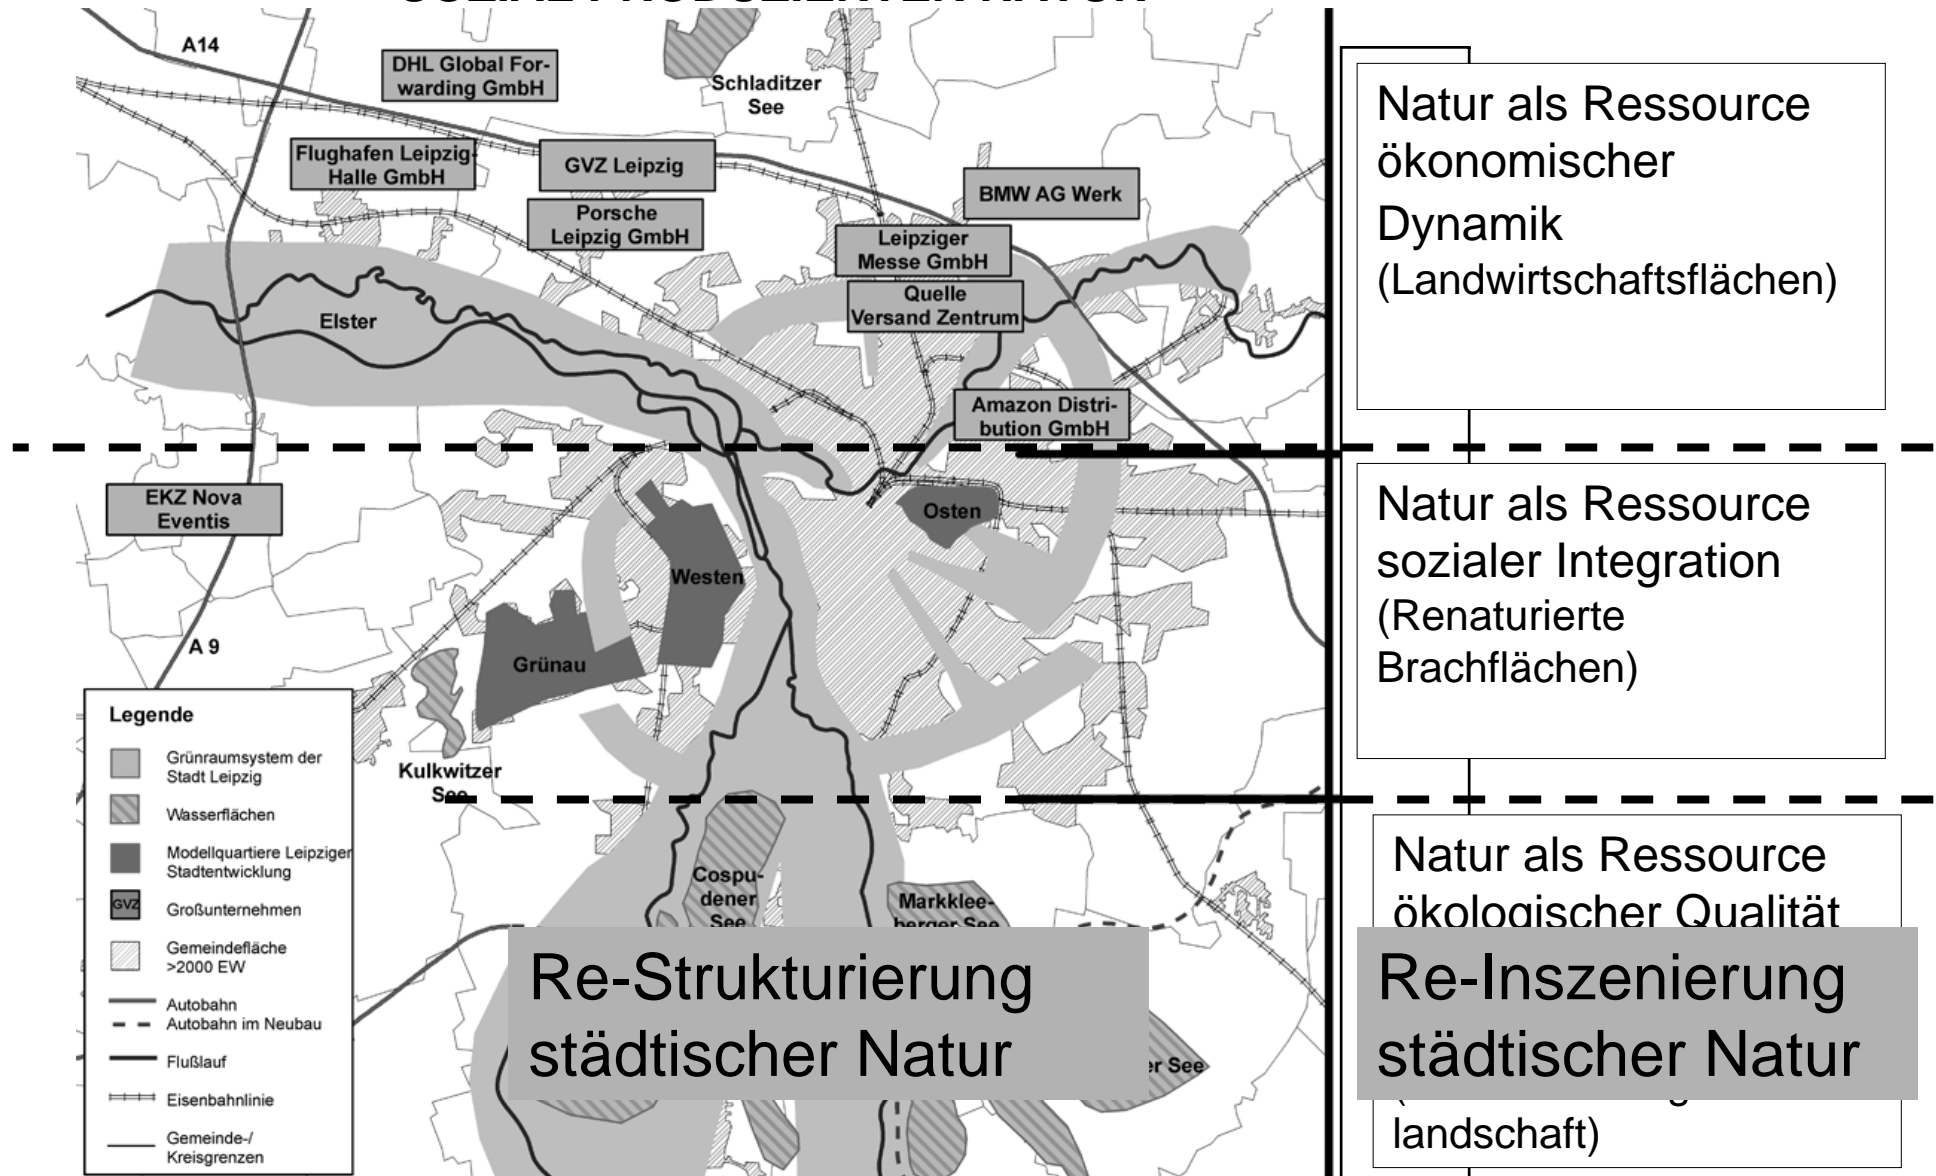 A14
DHL Global For-
warding GmbH
Schladitzer
See
Flughafen Leipzig-
Halle GmbH
GVZ Leipzig
BMW AG Werk
Porsche
Leipzig GmbH
Leipziger
Messe GmbH
Quelle
Versand Zentrum
Elster
Amazon Distri-
bution GmbH
EKZ Nova
Eventis
Osten
Westen
Grünau
A 9
Kulkwitzer
See
Cospu-
dener
See
Markklee-
berger See
er See
Legende
Grünraumsystem der
Stadt Leipzig
Wasserflächen
Modellquartiere Leipziger
Stadtentwicklung
GVZ
Großunternehmen
Gemeindefläche
>2000 EW
Autobahn
Autobahn im Neubau
Flußlauf
Eisenbahnlinie
Gemeinde-/
Kreisgrenzen
Re-Strukturierung
städtischer Natur
Natur als Ressource
ökonomischer
Dynamik
(Landwirtschaftsflächen)
Natur als Ressource
sozialer Integration
(Renaturierte
Brachflächen)
Natur als Ressource
ökologischer Qualität
Re-Inszenierung
städtischer Natur
landschaft)